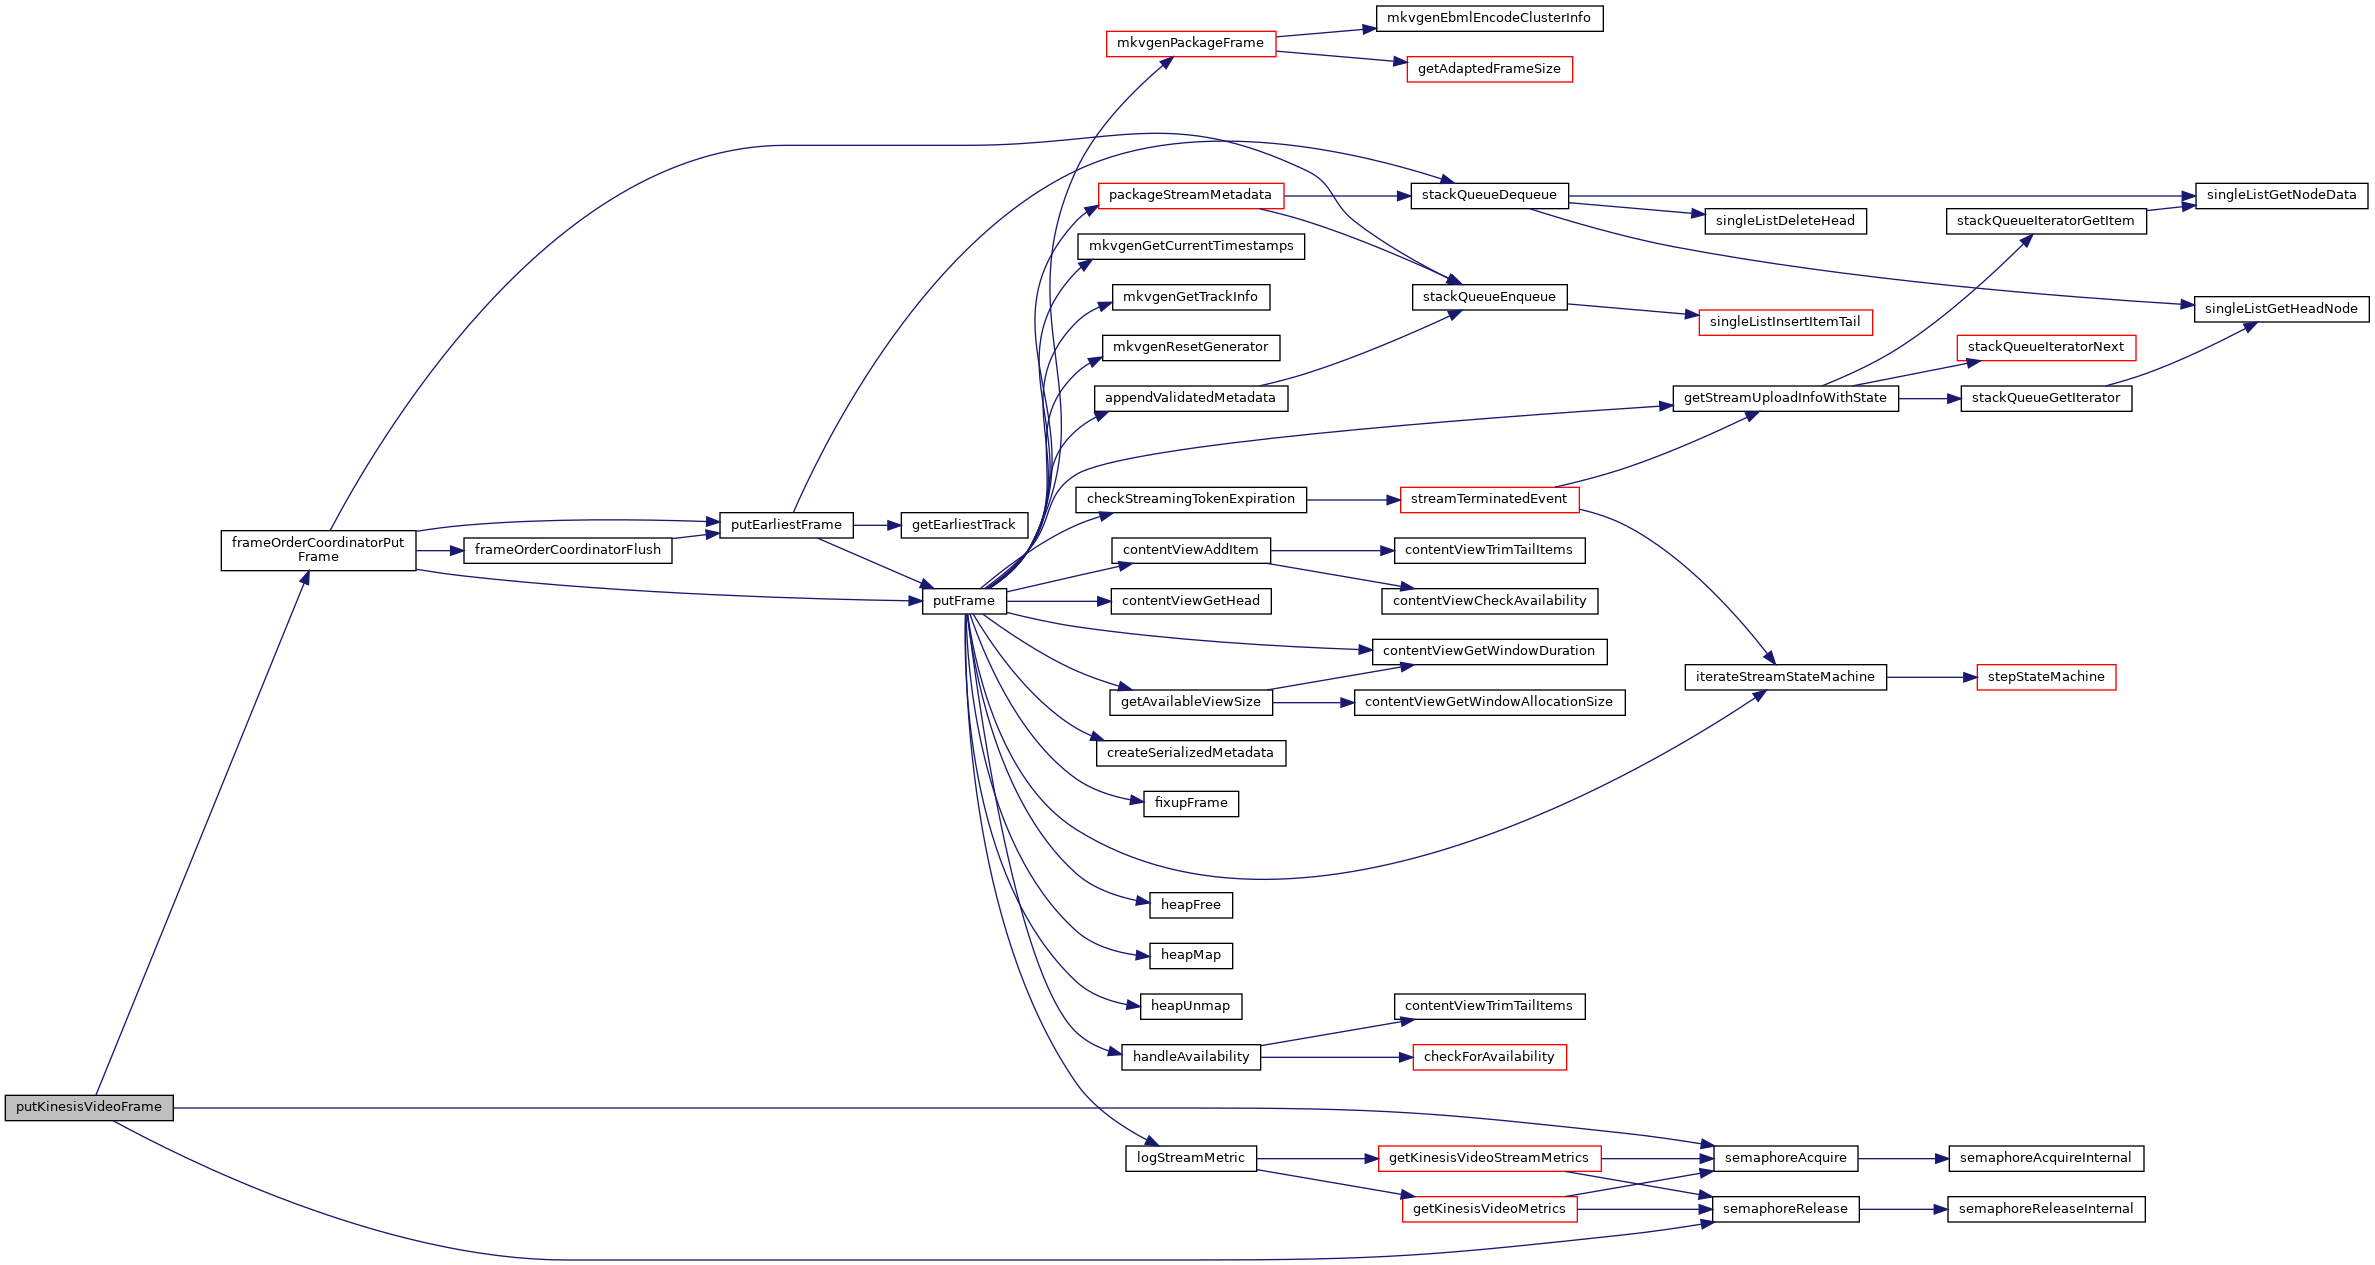 mkvgenEbmlEncodeClusterInfo
mkvgenPackageFrame
getAdaptedFrameSize
packageStreamMetadata
stackQueueDequeue
singleListGetNodeData
singleListDeleteHead
stackQueueIteratorGetItem
mkvgenGetCurrentTimestamps
mkvgenGetTrackInfo
stackQueueEnqueue
singleListGetHeadNode
singleListInsertItemTail
mkvgenResetGenerator
stackQueueIteratorNext
appendValidatedMetadata
getStreamUploadInfoWithState
stackQueueGetIterator
checkStreamingTokenExpiration
streamTerminatedEvent
putEarliestFrame
getEarliestTrack
frameOrderCoordinatorPut
Frame
frameOrderCoordinatorFlush
contentViewAddItem
contentViewTrimTailItems
putFrame
contentViewGetHead
contentViewCheckAvailability
contentViewGetWindowDuration
iterateStreamStateMachine
stepStateMachine
getAvailableViewSize
contentViewGetWindowAllocationSize
createSerializedMetadata
fixupFrame
heapFree
heapMap
heapUnmap
contentViewTrimTailItems
handleAvailability
checkForAvailability
putKinesisVideoFrame
logStreamMetric
getKinesisVideoStreamMetrics
semaphoreAcquire
semaphoreAcquireInternal
getKinesisVideoMetrics
semaphoreRelease
semaphoreReleaseInternal